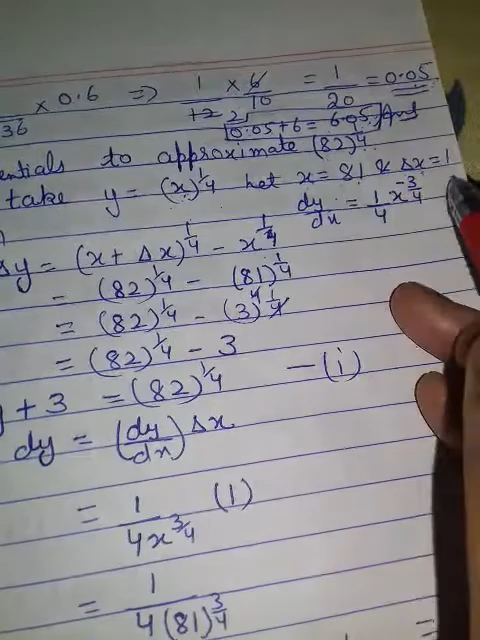 36 × 0.6 ⇒ 1/12 × 6/10 = 1/20 = 0.05
0.05 + 6 = 6.05 Ans
entials to approximate (82)^1/4
take y = (x)^1/4 Let x = 81 & Δx = 1
dy/dx = 1/4 x^-3/4
Δy = (x + Δx)^1/4 - x^1/4
= (82)^1/4 - (81)^1/4
= (82)^1/4 - (3)^4×1/4
= (82)^1/4 - 3
y + 3 = (82)^1/4 — (i)
dy = (dy/dx) Δx
= 1/4x^3/4 (1)
= 1/4(81)^3/4